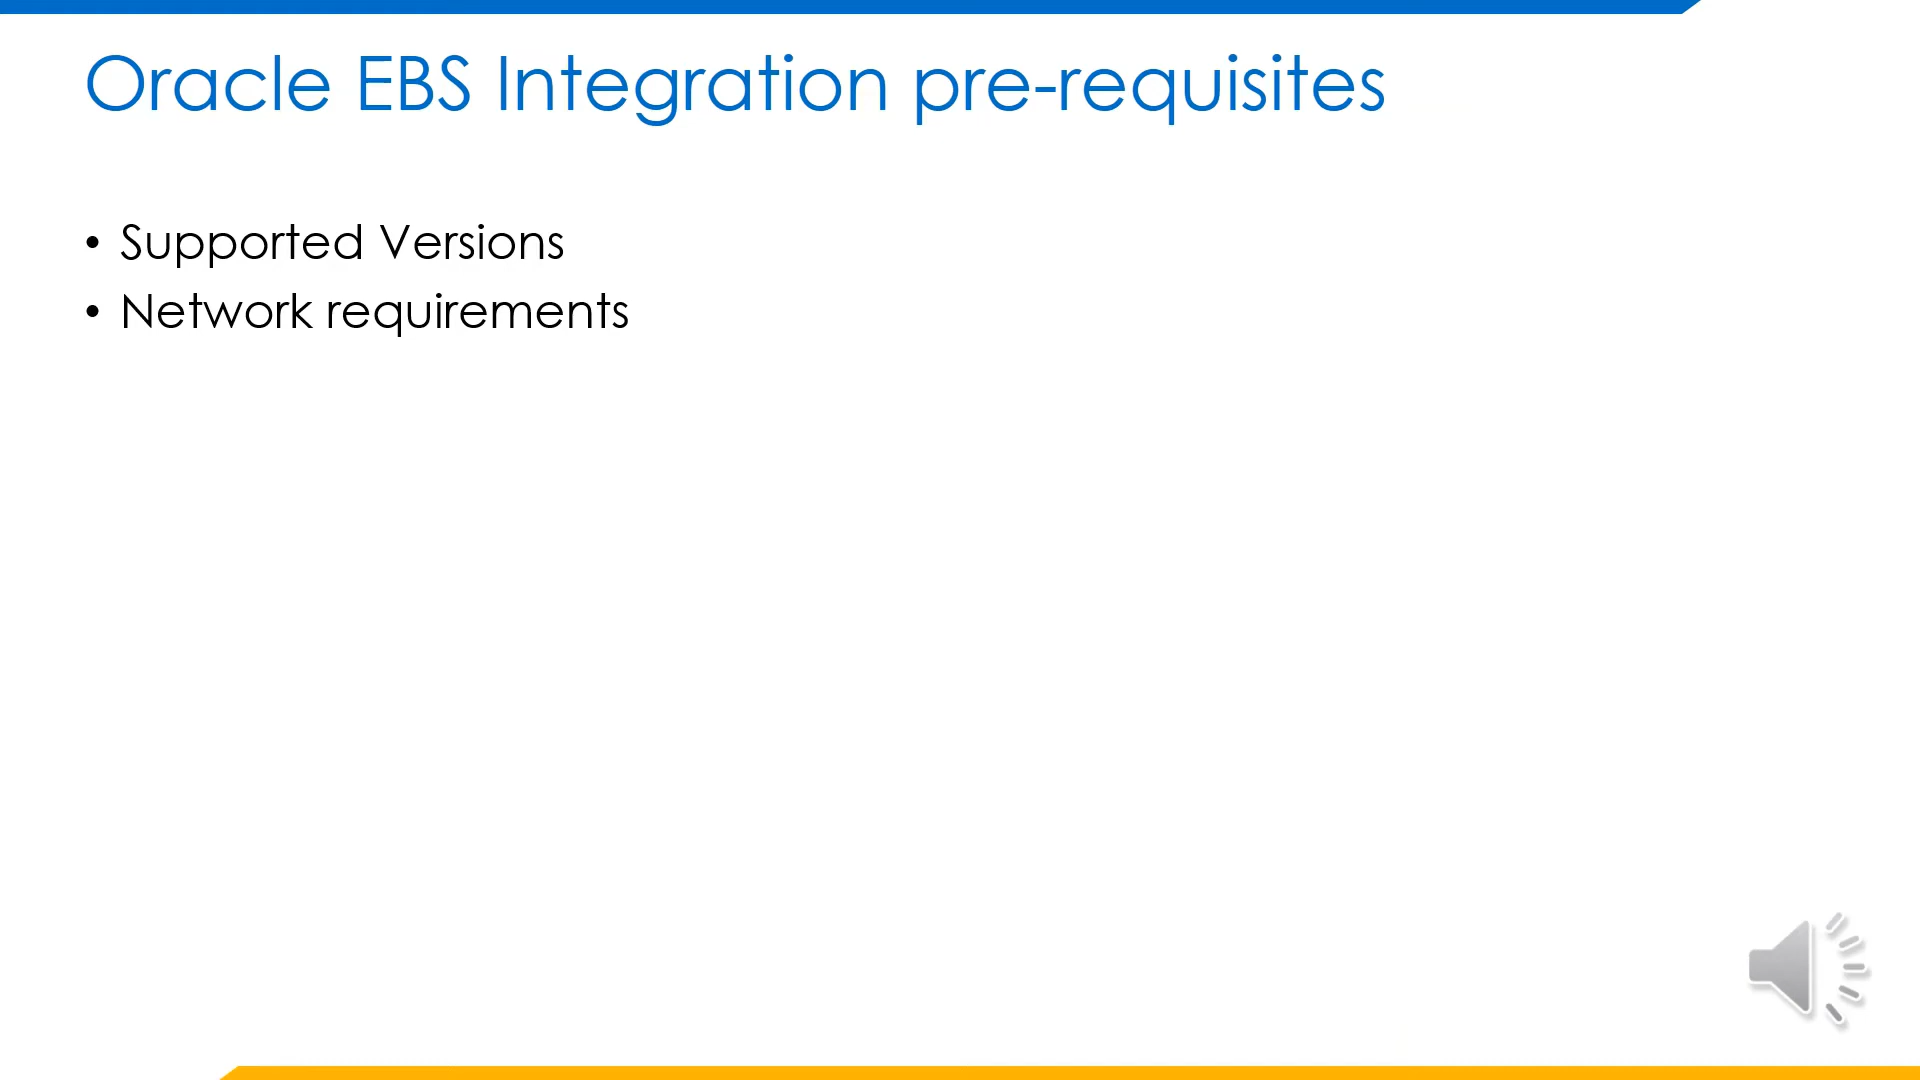 Oracle EBS Integration pre-requisites
• Supported Versions
• Network requirements